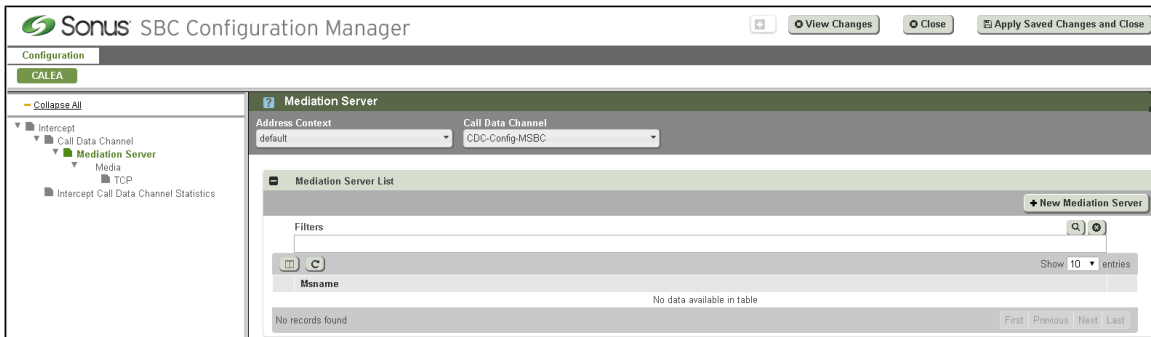 Sonus SBC Configuration Manager
View Changes
Close
Apply Saved Changes and Close
Configuration
CALEA
Collapse All
Intercept
Call Data Channel
Mediation Server
Media
TCP
Intercept Call Data Channel Statistics
Mediation Server
Address Context
Call Data Channel
default
CDC-Config-MSBC
Mediation Server List
+ New Mediation Server
Filters
Show 10 entries
Msname
No data available in table
No records found
First Previous Next Last